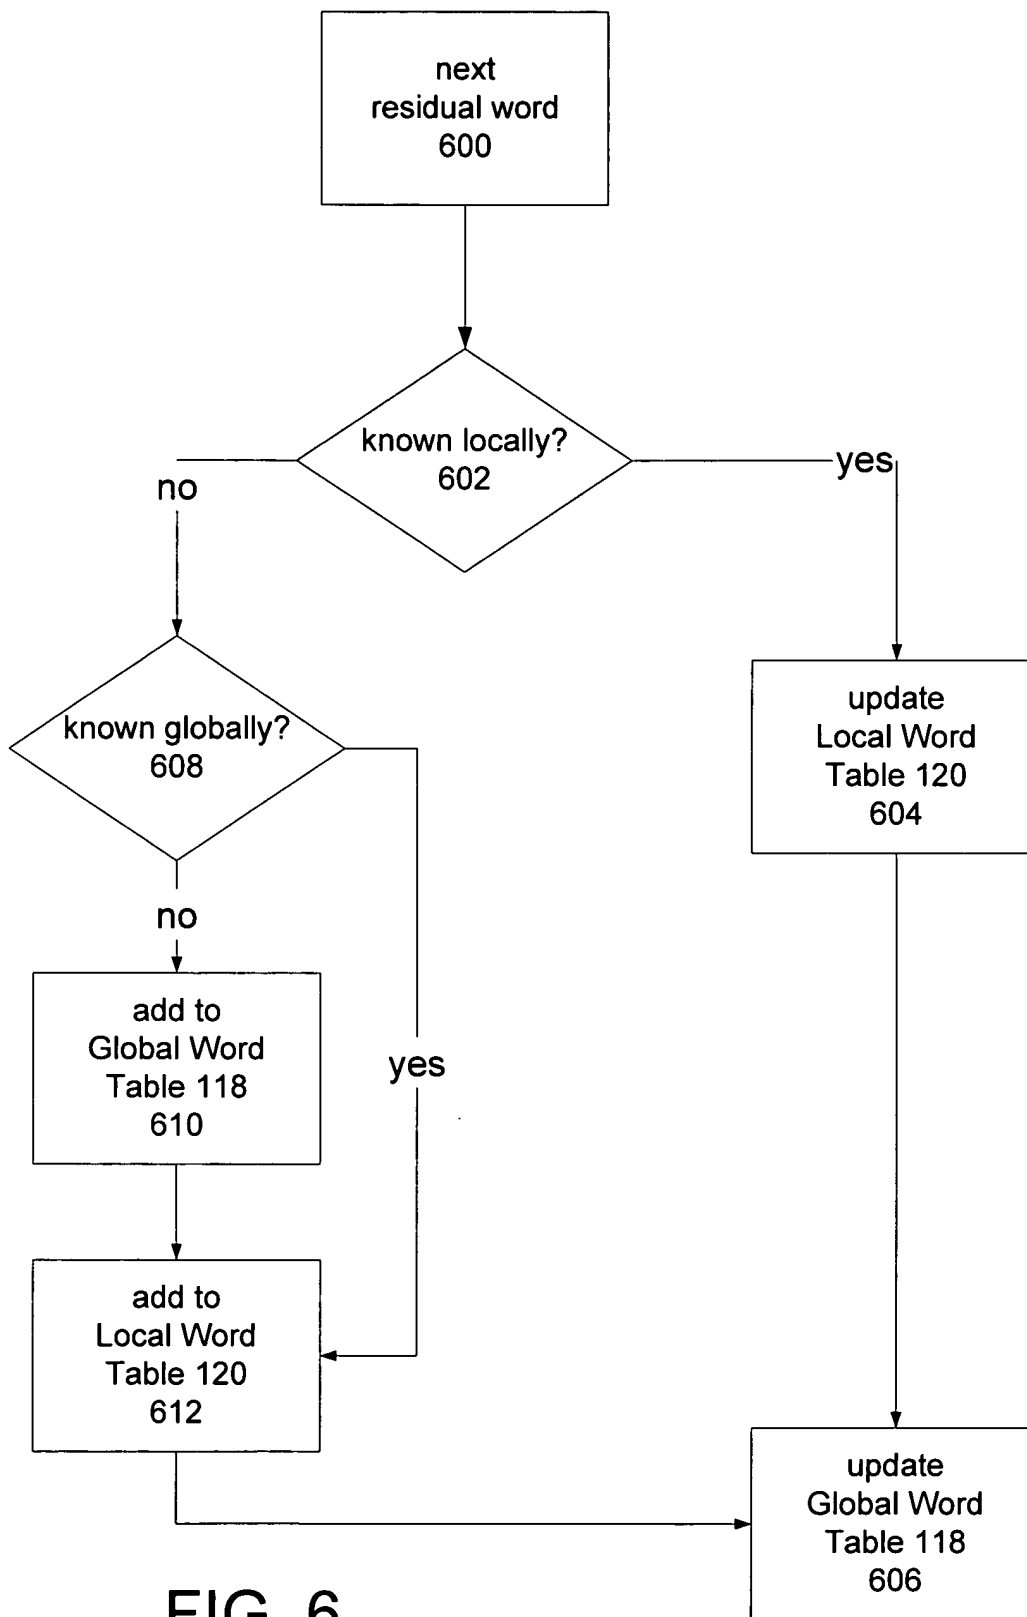 next
residual word
600
known locally?
602
no
yes
known globally?
608
update
Local Word
Table 120
604
no
add to
Global Word
Table 118
610
yes
add to
Local Word
Table 120
612
update
Global Word
Table 118
606
FIG. 6